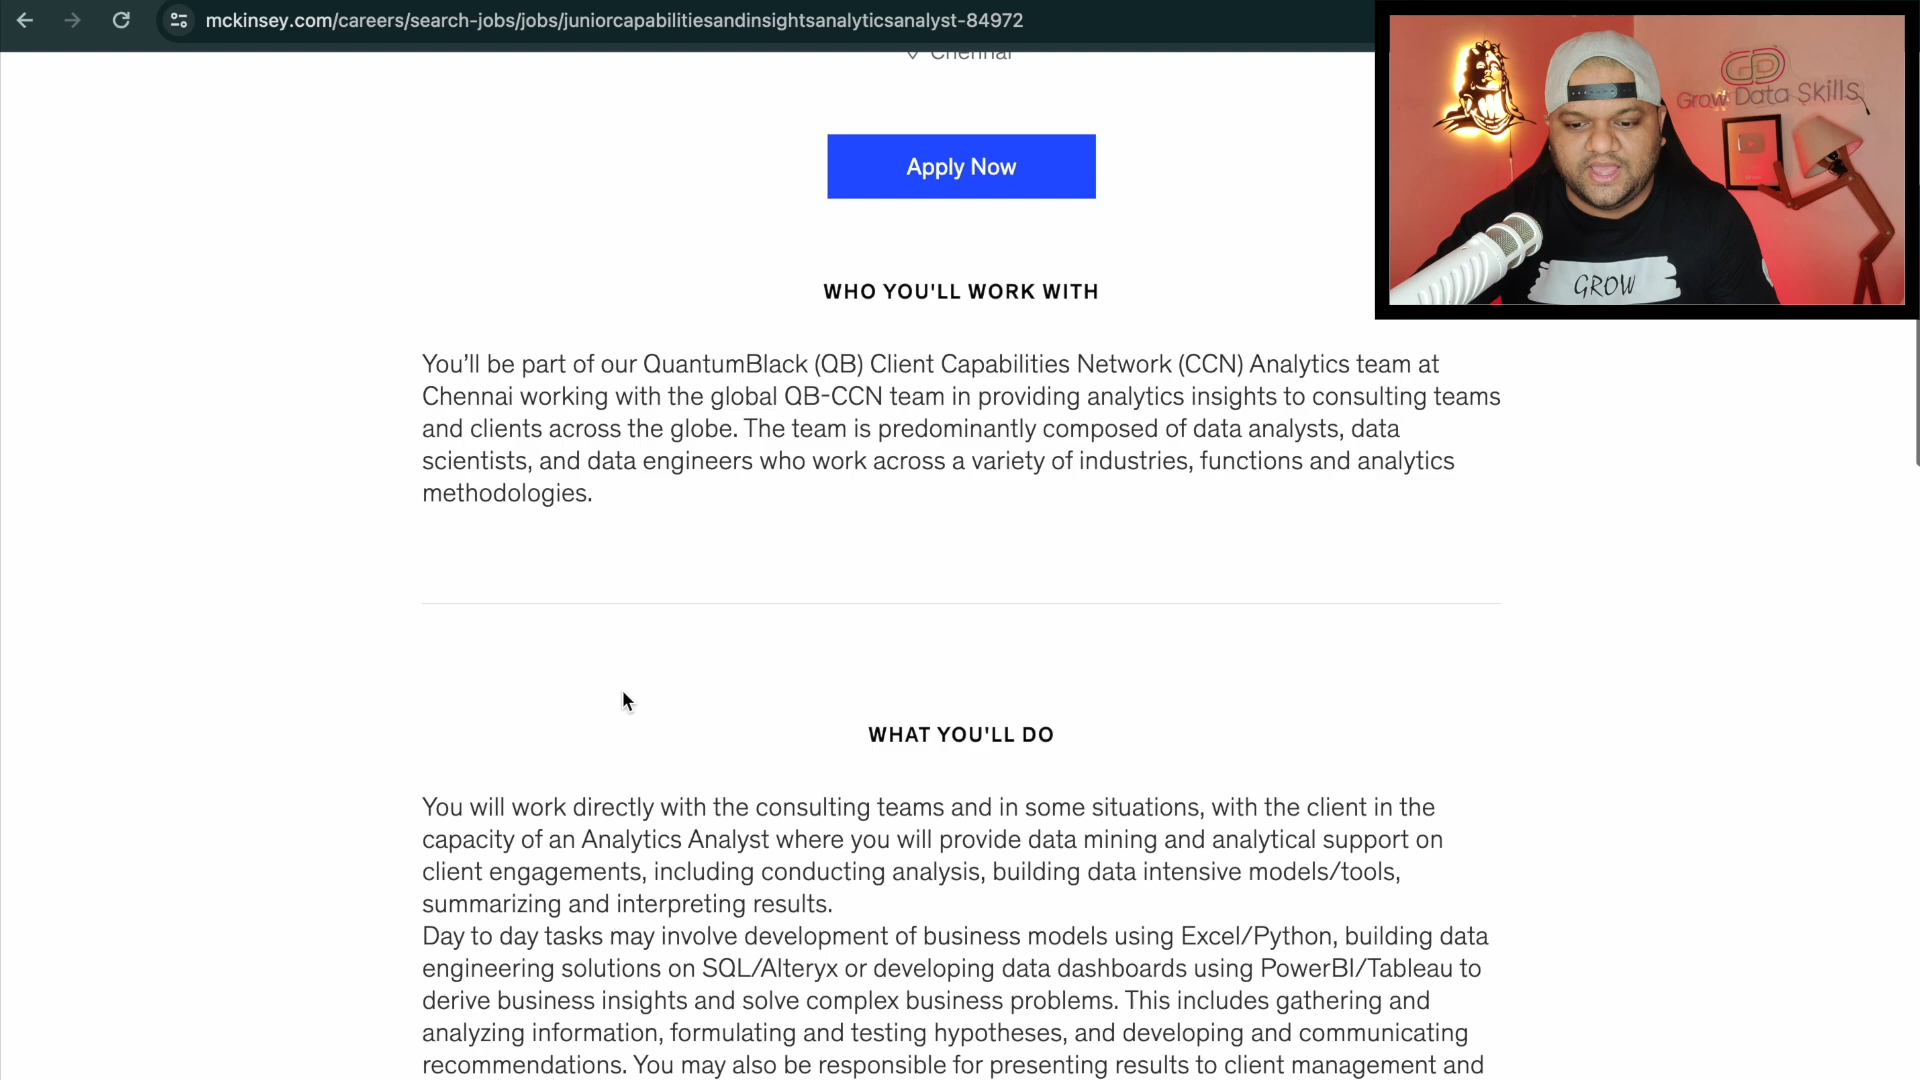 mckinsey.com/careers/search-jobs/jobs/juniorcapabilitiesandinsightsanalyticsanalyst-84972
Chennai
Apply Now
GD
Grow Data Skills
GROW
WHO YOU'LL WORK WITH
You’ll be part of our QuantumBlack (QB) Client Capabilities Network (CCN) Analytics team at
Chennai working with the global QB-CCN team in providing analytics insights to consulting teams
and clients across the globe. The team is predominantly composed of data analysts, data
scientists, and data engineers who work across a variety of industries, functions and analytics
methodologies.
WHAT YOU'LL DO
You will work directly with the consulting teams and in some situations, with the client in the
capacity of an Analytics Analyst where you will provide data mining and analytical support on
client engagements, including conducting analysis, building data intensive models/tools,
summarizing and interpreting results.
Day to day tasks may involve development of business models using Excel/Python, building data
engineering solutions on SQL/Alteryx or developing data dashboards using PowerBI/Tableau to
derive business insights and solve complex business problems. This includes gathering and
analyzing information, formulating and testing hypotheses, and developing and communicating
recommendations. You may also be responsible for presenting results to client management and